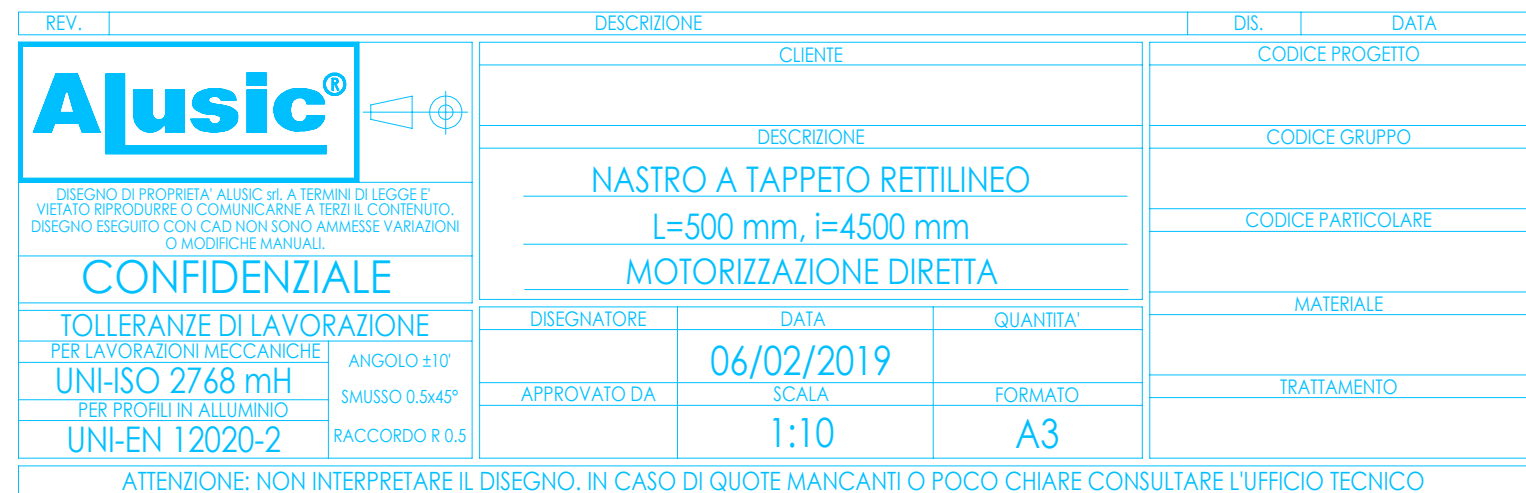 REV. DESCRIZIONE DIS. DATA
Alusic®
CLIENTE
CODICE PROGETTO
DESCRIZIONE
CODICE GRUPPO
NASTRO A TAPPETO RETTILINEO
L=500 mm, i=4500 mm
MOTORIZZAZIONE DIRETTA
DISEGNO DI PROPRIETA' ALUSIC srl. A TERMINI DI LEGGE E'
VIETATO RIPRODURRE O COMUNICARNE A TERZI IL CONTENUTO.
DISEGNO ESEGUITO CON CAD NON SONO AMMESSE VARIAZIONI
O MODIFICHE MANUALI.
CONFIDENZIALE
CODICE PARTICOLARE
MATERIALE
TOLLERANZE DI LAVORAZIONE
PER LAVORAZIONI MECCANICHE
UNI-ISO 2768 mH
PER PROFILI IN ALLUMINIO
UNI-EN 12020-2
ANGOLO ±10'
SMUSSO 0.5x45°
RACCORDO R 0.5
DISEGNATORE DATA QUANTITA'
06/02/2019
APPROVATO DA SCALA FORMATO
1:10 A3
TRATTAMENTO
ATTENZIONE: NON INTERPRETARE IL DISEGNO. IN CASO DI QUOTE MANCANTI O POCO CHIARE CONSULTARE L'UFFICIO TECNICO